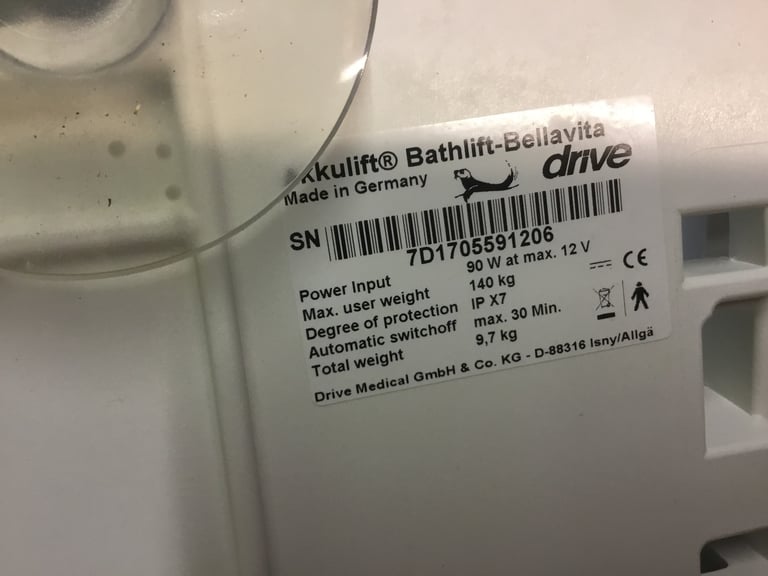 kkulift® Bathlift-Bellavita
Made in Germany
drive
SN
7D1705591206
Power Input 90 W at max. 12 V
Max. user weight 140 kg
Degree of protection IP X7
Automatic switchoff max. 30 Min.
Total weight 9,7 kg
CE
Drive Medical GmbH & Co. KG - D-88316 Isny/Allgä